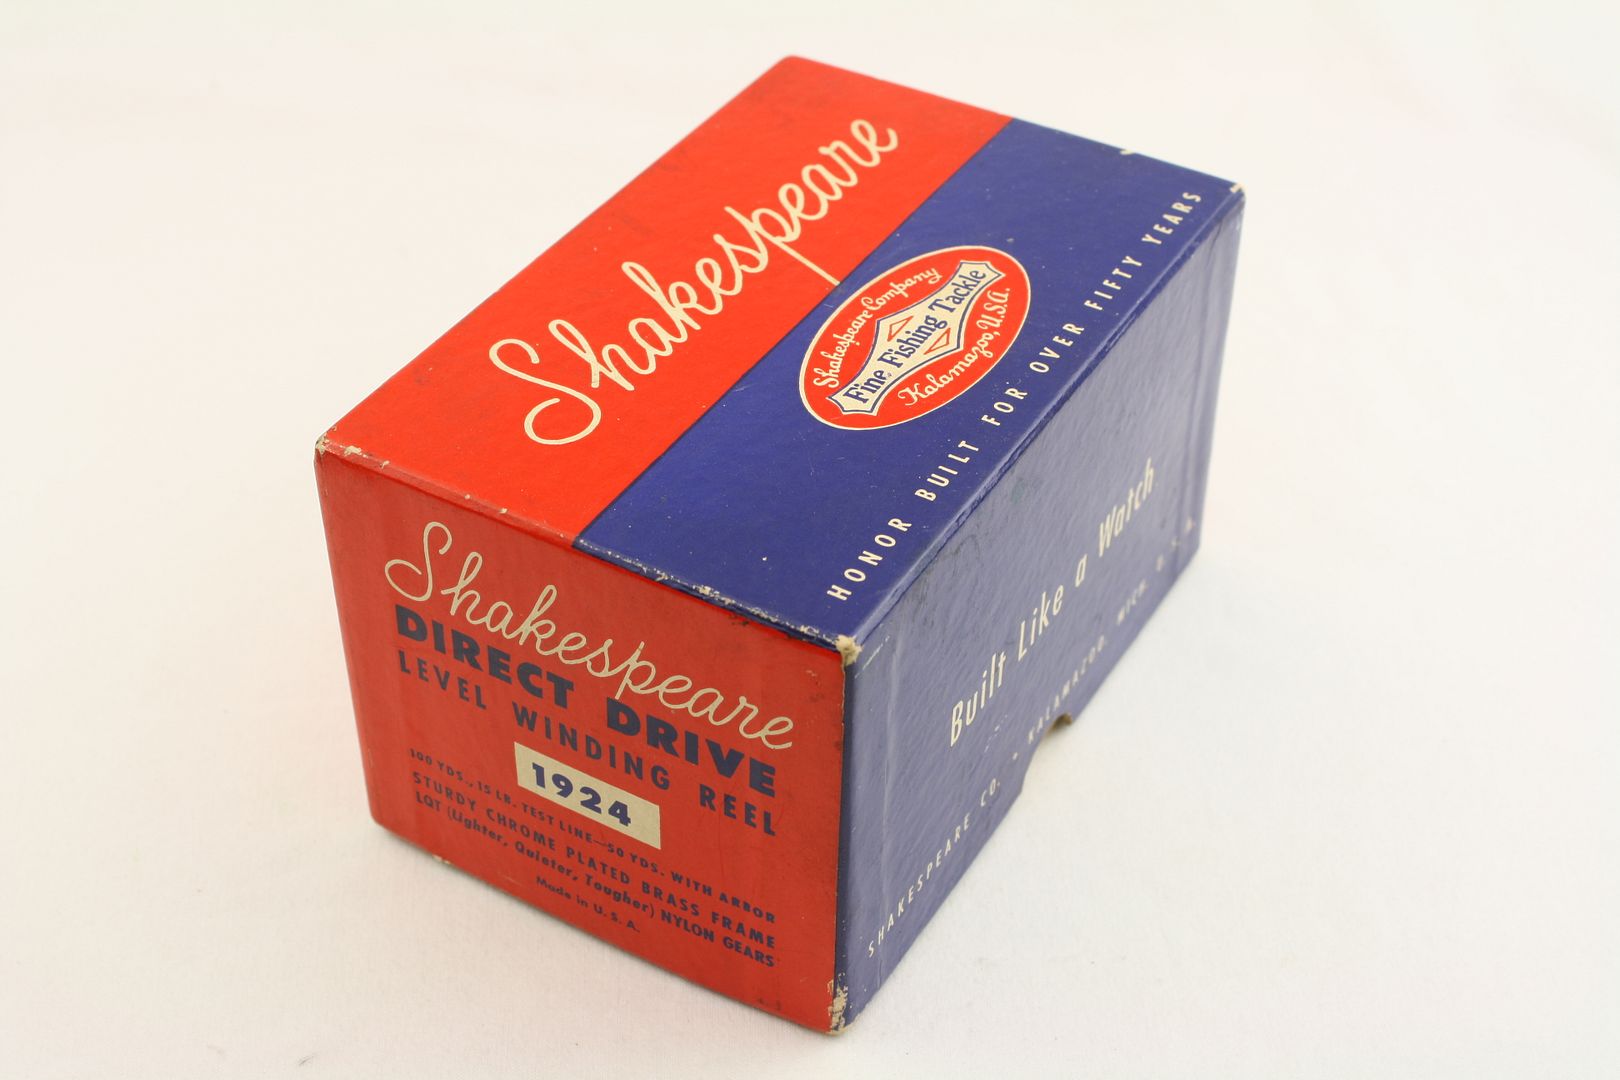 Shakespeare
Shakespeare Company
Fine Fishing Tackle
Kalamazoo, U.S.A.
HONOR BUILT FOR OVER FIFTY YEARS
Shakespeare
DIRECT DRIVE
LEVEL WINDING REEL
1924
100 YDS., 15 LB. TEST LINE—50 YDS. WITH ARBOR
STURDY CHROME PLATED BRASS FRAME
LQT (Lighter, Quieter, Tougher) NYLON GEARS
Made in U. S. A.
Built Like a Watch
SHAKESPEARE CO. • KALAMAZOO, MICH. U. S. A.